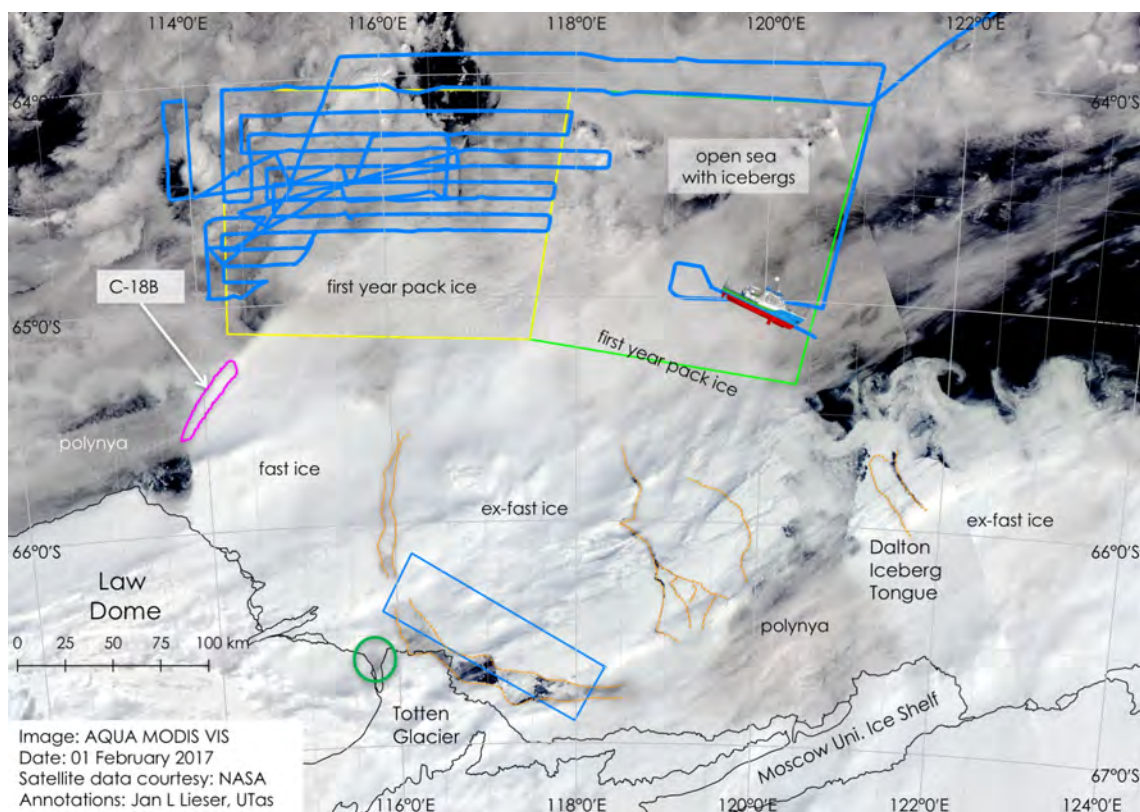 114°0'E 116°0'E 118°0'E 120°0'E 122°0'E
64°0'S 64°0'S
open sea
with icebergs
C-18B
first year pack ice
65°0'S
first year pack ice
polynya
fast ice
ex-fast ice
ex-fast ice
66°0'S 66°0'S
Dalton
Iceberg
Tongue
Law
Dome
polynya
0 25 50 75 100 km
Totten
Glacier
Moscow Uni. Ice Shelf
Image: AQUA MODIS VIS
Date: 01 February 2017
Satellite data courtesy: NASA
Annotations: Jan L Lieser, UTas
67°0'S
116°0'E 118°0'E 120°0'E 122°0'E 124°0'E